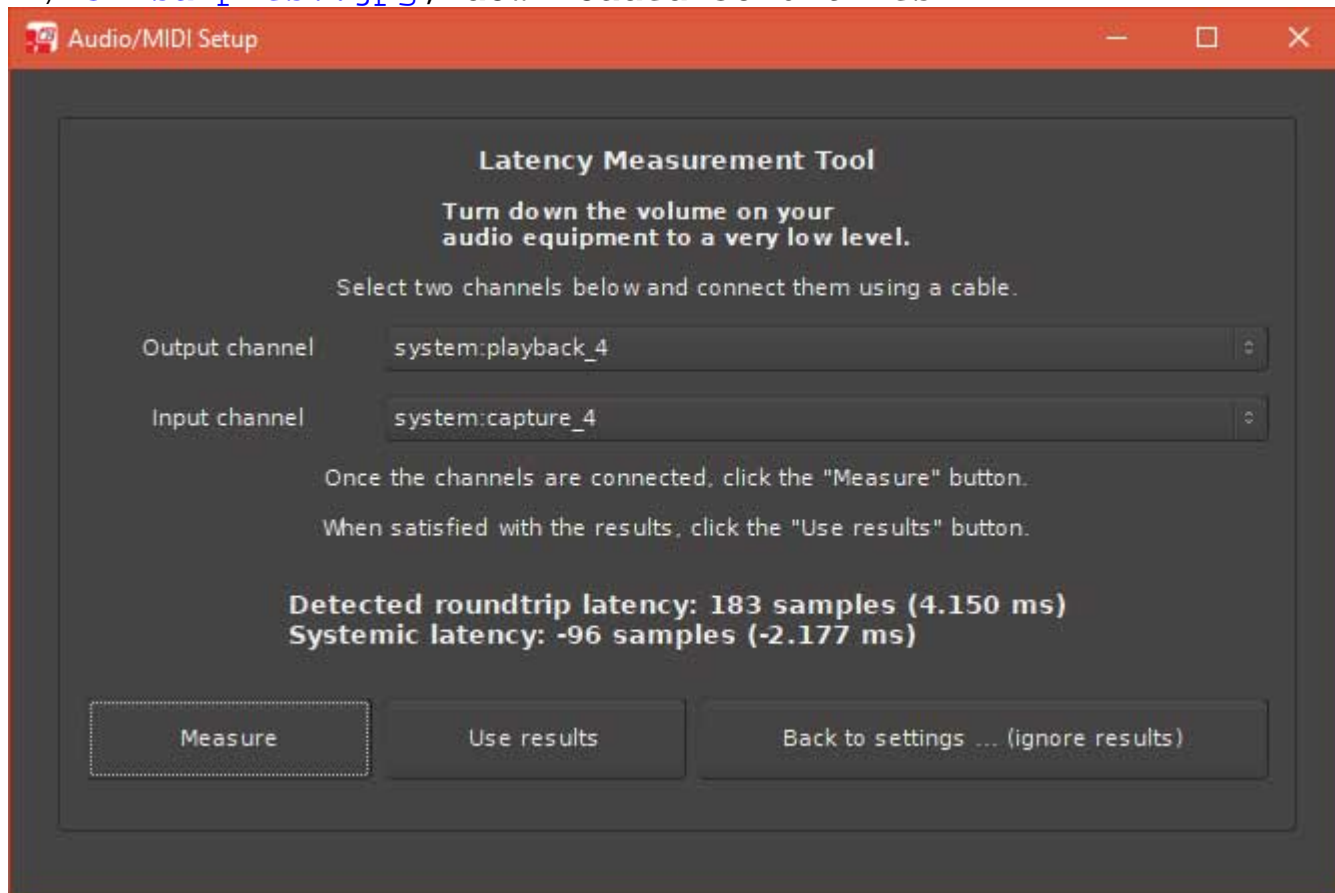 Audio/MIDI Setup
Latency Measurement Tool
Turn down the volume on your
audio equipment to a very low level.
Select two channels below and connect them using a cable.
Output channel system:playback_4
Input channel system:capture_4
Once the channels are connected, click the "Measure" button.
When satisfied with the results, click the "Use results" button.
Detected roundtrip latency: 183 samples (4.150 ms)
Systemic latency: -96 samples (-2.177 ms)
Measure Use results Back to settings ... (ignore results)